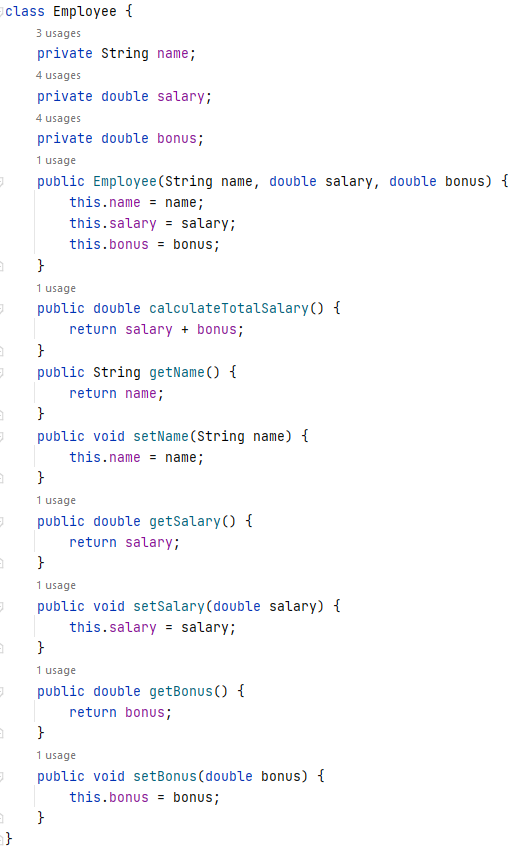 class Employee {
3 usages
private String name;
4 usages
private double salary;
4 usages
private double bonus;
1 usage
public Employee(String name, double salary, double bonus) {
this.name = name;
this.salary = salary;
this.bonus = bonus;
}
1 usage
public double calculateTotalSalary() {
return salary + bonus;
}
public String getName() {
return name;
}
public void setName(String name) {
this.name = name;
}
1 usage
public double getSalary() {
return salary;
}
1 usage
public void setSalary(double salary) {
this.salary = salary;
}
1 usage
public double getBonus() {
return bonus;
}
1 usage
public void setBonus(double bonus) {
this.bonus = bonus;
}
}